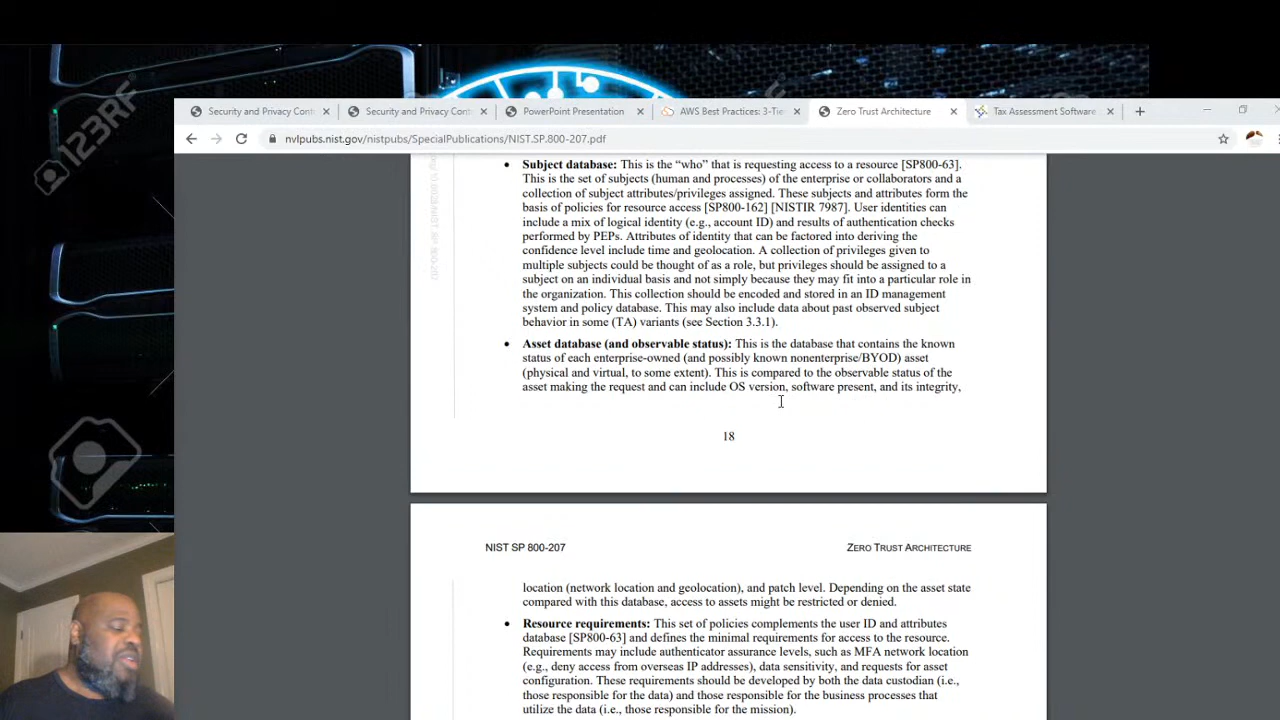 123RF
Security and Privacy Cont
Security and Privacy Cont
PowerPoint Presentation
AWS Best Practices: 3-Tie
Zero Trust Architecture
Tax Assessment Software
nvlpubs.nist.gov/nistpubs/SpecialPublications/NIST.SP.800-207.pdf
• Subject database: This is the “who” that is requesting access to a resource [SP800-63].
This is the set of subjects (human and processes) of the enterprise or collaborators and a
collection of subject attributes/privileges assigned. These subjects and attributes form the
basis of policies for resource access [SP800-162] [NISTIR 7987]. User identities can
include a mix of logical identity (e.g., account ID) and results of authentication checks
performed by PEPs. Attributes of identity that can be factored into deriving the
confidence level include time and geolocation. A collection of privileges given to
multiple subjects could be thought of as a role, but privileges should be assigned to a
subject on an individual basis and not simply because they may fit into a particular role in
the organization. This collection should be encoded and stored in an ID management
system and policy database. This may also include data about past observed subject
behavior in some (TA) variants (see Section 3.3.1).
• Asset database (and observable status): This is the database that contains the known
status of each enterprise-owned (and possibly known nonenterprise/BYOD) asset
(physical and virtual, to some extent). This is compared to the observable status of the
asset making the request and can include OS version, software present, and its integrity,
18
NIST SP 800-207
ZERO TRUST ARCHITECTURE
location (network location and geolocation), and patch level. Depending on the asset state
compared with this database, access to assets might be restricted or denied.
• Resource requirements: This set of policies complements the user ID and attributes
database [SP800-63] and defines the minimal requirements for access to the resource.
Requirements may include authenticator assurance levels, such as MFA network location
(e.g., deny access from overseas IP addresses), data sensitivity, and requests for asset
configuration. These requirements should be developed by both the data custodian (i.e.,
those responsible for the data) and those responsible for the business processes that
utilize the data (i.e., those responsible for the mission).
123RF